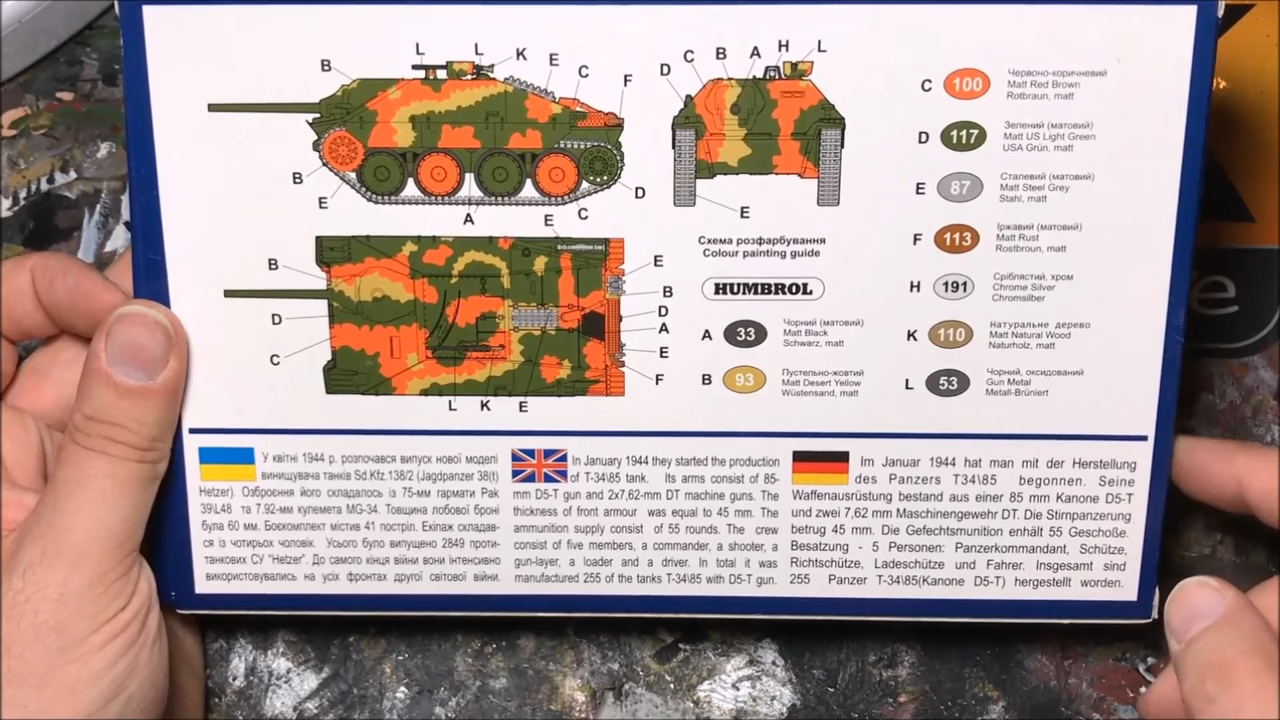 L
L
K
B
E
C
F
B
E
A
C
D
D
C
B
A
H
L
E
E
B
D
C
E
B
D
A
E
F
L
K
E
Схема розфарбування
Colour painting guide
HUMBROL
A 33 Чорний (матовий)
Matt Black
Schwarz, matt
B 93 Пустельно-жовтий
Matt Desert Yellow
Wüstensand, matt
C 100 Червоно-коричневий
Matt Red Brown
Rotbraun, matt
D 117 Зелений (матовий)
Matt US Light Green
USA Grün, matt
E 87 Сталевий (матовий)
Matt Steel Grey
Stahl, matt
F 113 Іржавий (матовий)
Matt Rust
Rostbroun, matt
H 191 Сріблястий, хром
Chrome Silver
Chromsilber
K 110 Натуральне дерево
Matt Natural Wood
Naturholz, matt
L 53 Чорний, оксидований
Gun Metal
Metall-Brüniert
У квітні 1944 р. розпочався випуск нової моделі
винищувача танків Sd.Kfz.138/2 (Jagdpanzer 38(t)
Hetzer). Озброєння його складалось із 75-мм гармати Pak
39\L48 та 7.92-мм кулемета MG-34. Товщина лобової броні
була 60 мм. Боєкомплект містив 41 постріл. Екіпаж складав-
ся із чотирьох чоловік. Усього було випущено 2849 проти-
танкових СУ "Hetzer". До самого кінця війни вони інтенсивно
використовувались на усіх фронтах другої світової війни.
In January 1944 they started the production
of T-34\85 tank. Its arms consist of 85-
mm D5-T gun and 2x7,62-mm DT machine guns. The
thickness of front armour was equal to 45 mm. The
ammunition supply consist of 55 rounds. The crew
consist of five members, a commander, a shooter, a
gun-layer, a loader and a driver. In total it was
manufactured 255 of the tanks T-34\85 with D5-T gun.
Im Januar 1944 hat man mit der Herstellung
des Panzers T34\85 begonnen. Seine
Waffenausrüstung bestand aus einer 85 mm Kanone D5-T
und zwei 7,62 mm Maschinengewehr DT. Die Stirnpanzerung
betrug 45 mm. Die Gefechtsmunition enhält 55 Geschoße.
Besatzung - 5 Personen: Panzerkommandant, Schütze,
Richtschütze, Ladeschütze und Fahrer. Insgesamt sind
255 Panzer T-34\85(Kanone D5-T) hergestellt worden.